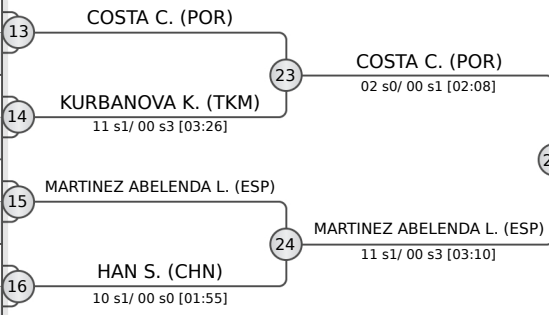 COSTA C. (POR)
13
COSTA C. (POR)
23
02 s0/ 00 s1 [02:08]
KURBANOVA K. (TKM)
14
11 s1/ 00 s3 [03:26]
MARTINEZ ABELENDA L. (ESP)
15
MARTINEZ ABELENDA L. (ESP)
24
11 s1/ 00 s3 [03:10]
HAN S. (CHN)
16
10 s1/ 00 s0 [01:55]